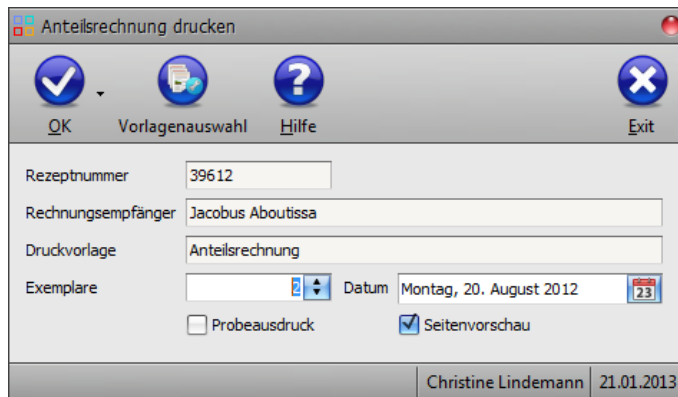 Anteilsrechnung drucken
OK Vorlagenauswahl Hilfe Exit
Rezeptnummer 39612
Rechnungsempfänger Jacobus Aboutissa
Druckvorlage Anteilsrechnung
Exemplare 2 Datum Montag, 20. August 2012 23
Probeausdruck Seitenvorschau
Christine Lindemann 21.01.2013